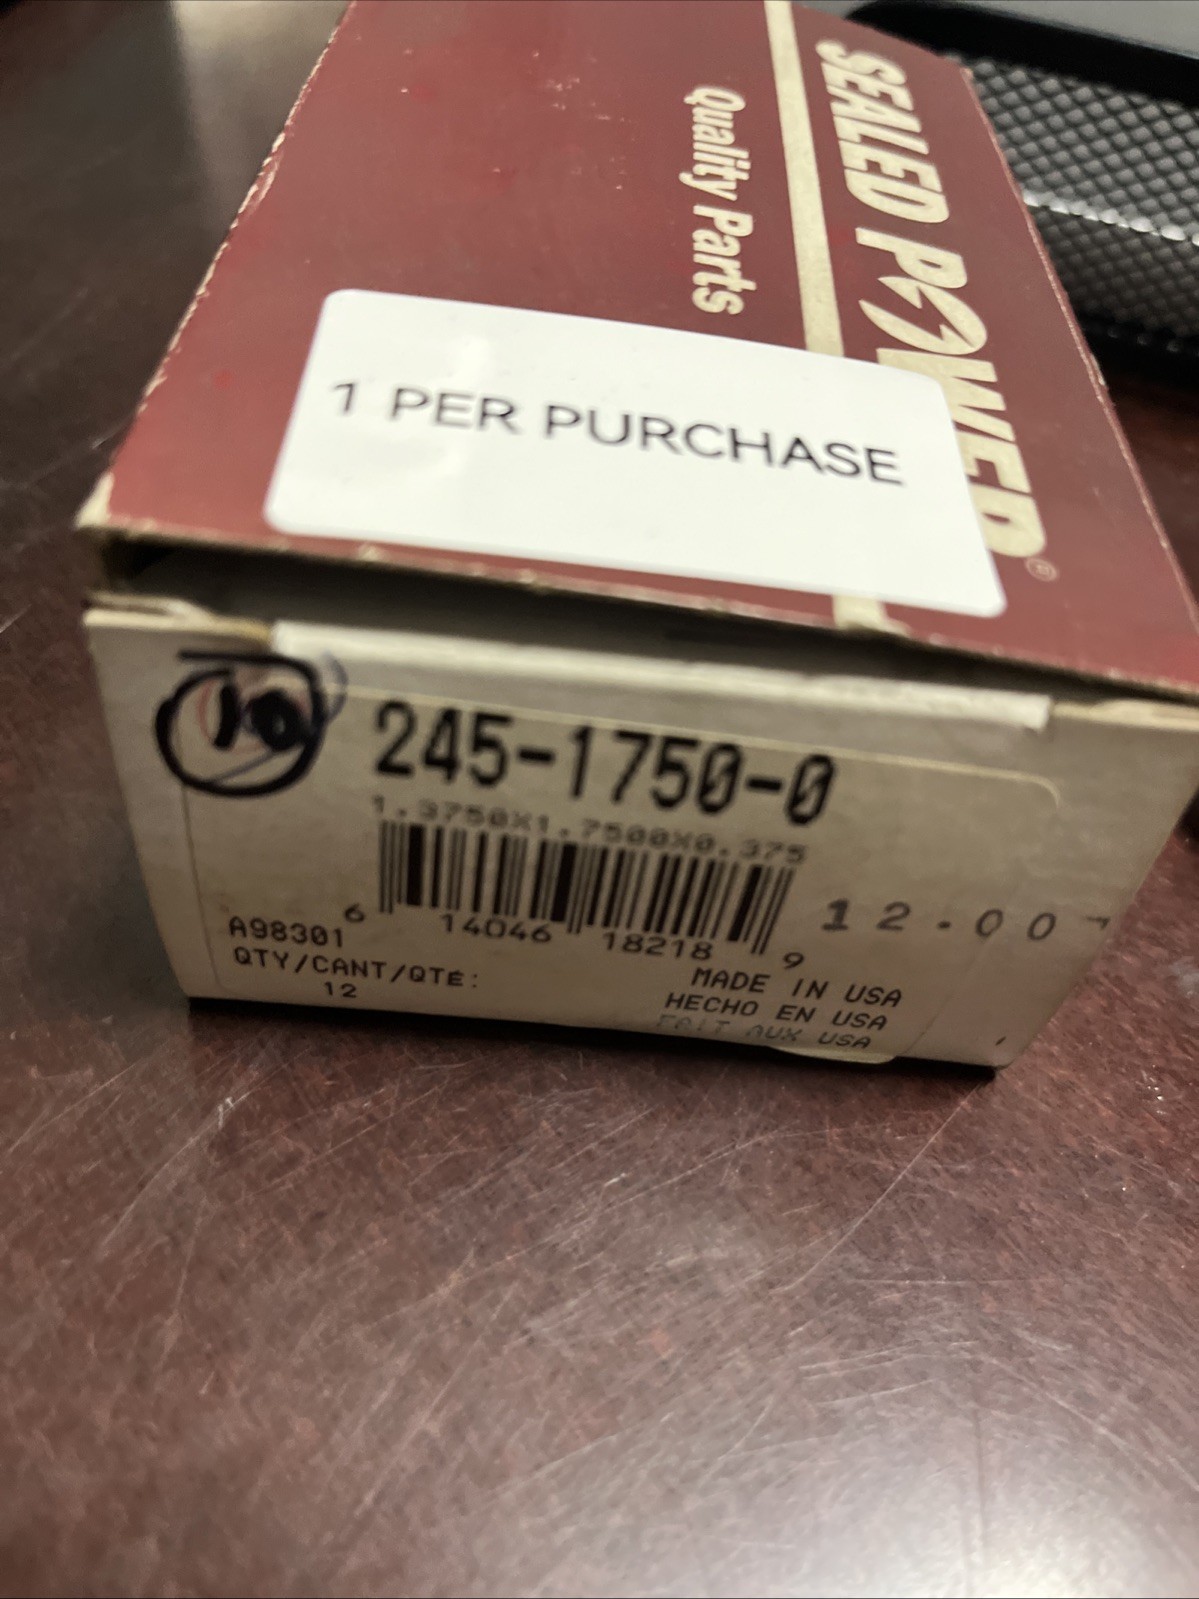 SEALED POWER®
Quality Parts
1 PER PURCHASE
10
245-1750-0
1.3750X1.7500X0.375
6 14046 18218 9
12.00
A98301
QTY/CANT/QTÉ:
12
MADE IN USA
HECHO EN USA
FAIT AUX USA